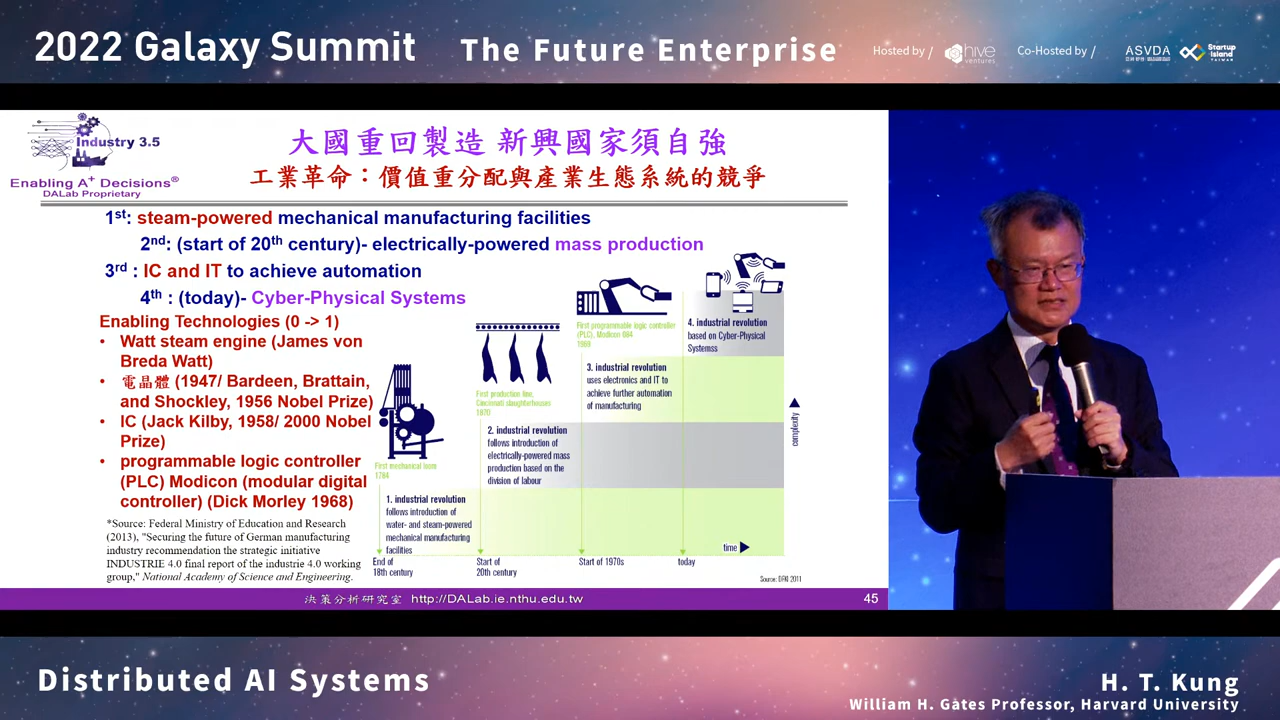 2022 Galaxy Summit
The Future Enterprise
Hosted by /
hive
ventures
Co-Hosted by /
ASVDA
Startup
Island
TAIWAN
Industry 3.5
Enabling A+ Decisions®
DALab Proprietary
大國重回製造 新興國家須自強
工業革命：價值重分配與產業生態系統的競爭
1st: steam-powered mechanical manufacturing facilities
2nd: (start of 20th century)- electrically-powered mass production
3rd : IC and IT to achieve automation
4th : (today)- Cyber-Physical Systems
Enabling Technologies (0 -> 1)
• Watt steam engine (James von
Breda Watt)
• 電晶體 (1947/ Bardeen, Brattain,
and Shockley, 1956 Nobel Prize)
• IC (Jack Kilby, 1958/ 2000 Nobel
Prize)
• programmable logic controller
(PLC) Modicon (modular digital
controller) (Dick Morley 1968)
*Source: Federal Ministry of Education and Research
(2013), "Securing the future of German manufacturing
industry recommendation the strategic initiative
INDUSTRIE 4.0 final report of the industrie 4.0 working
group," National Academy of Science and Engineering.
First mechanical loom
1784
1. industrial revolution
follows introduction of
water- and steam-powered
mechanical manufacturing
facilities
First production line,
Cincinnati slaughterhouses
1870
2. industrial revolution
follows introduction of
electrically-powered mass
production based on the
division of labour
First programmable logic controller
(PLC), Modicon 084
1969
3. industrial revolution
uses electronics and IT to
achieve further automation
of manufacturing
4. industrial revolution
based on Cyber-Physical
Systemss
complexity
time
End of
18th century
Start of
20th century
Start of 1970s
today
Source: DFKI 2011
決策分析研究室 http://DALab.ie.nthu.edu.tw
45
Distributed AI Systems
H. T. Kung
William H. Gates Professor, Harvard University